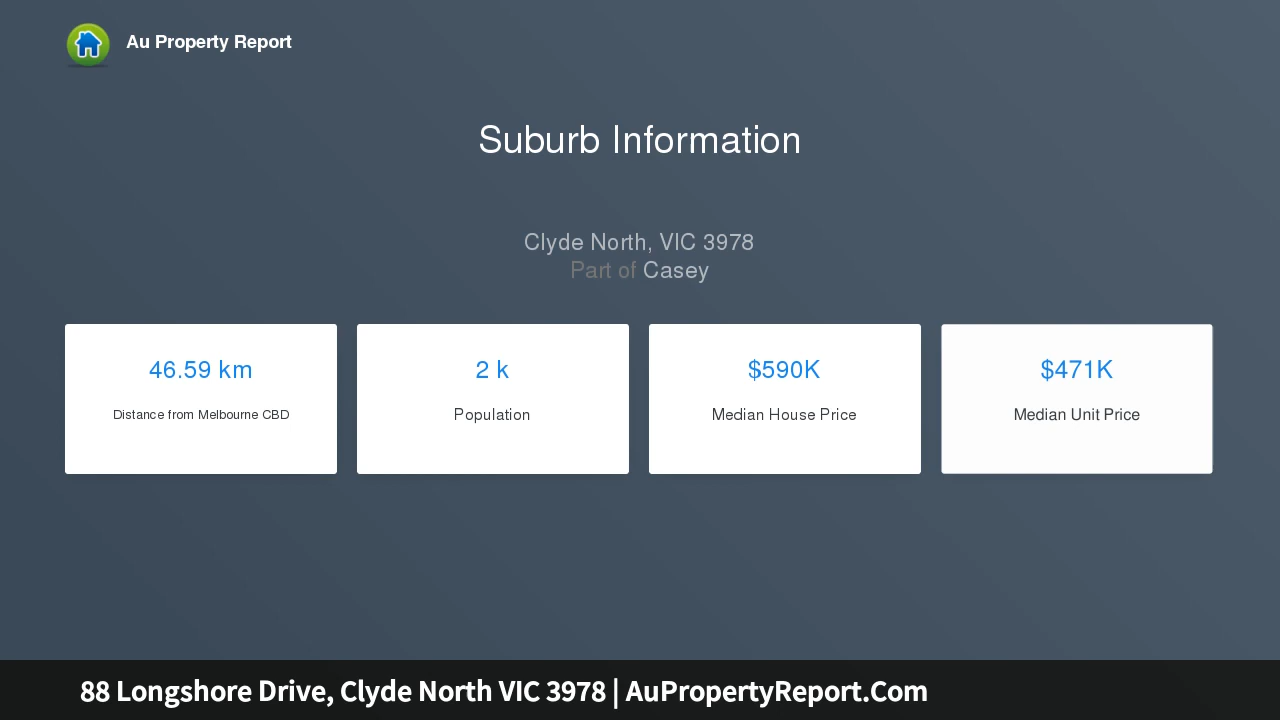 Au Property Report
Suburb Information
Clyde North, VIC 3978
Part of Casey
46.59 km
Distance from Melbourne CBD
2 k
Population
$590K
Median House Price
$471K
Median Unit Price
88 Longshore Drive, Clyde North VIC 3978 | AuPropertyReport.Com